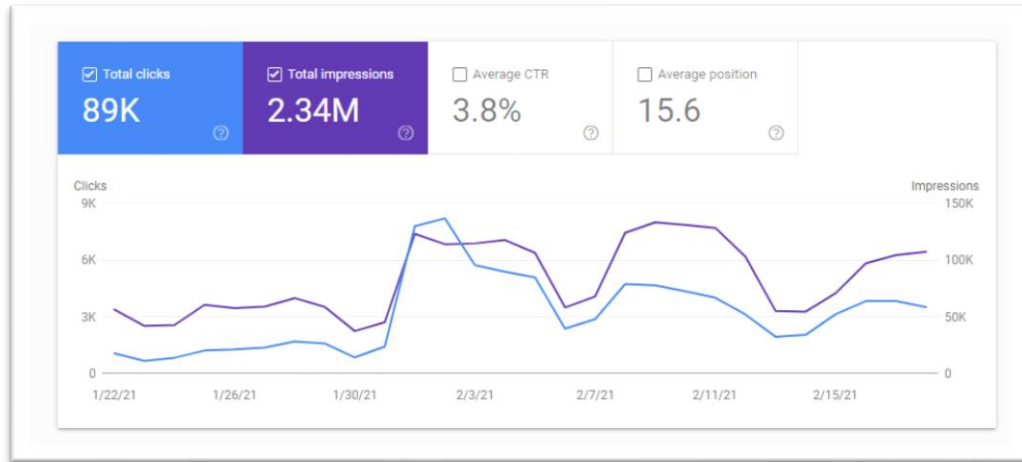 Total clicks
89K
Total impressions
2.34M
Average CTR
3.8%
Average position
15.6
Clicks
Impressions
9K
150K
6K
100K
3K
50K
0
0
1/22/21 1/26/21 1/30/21 2/3/21 2/7/21 2/11/21 2/15/21